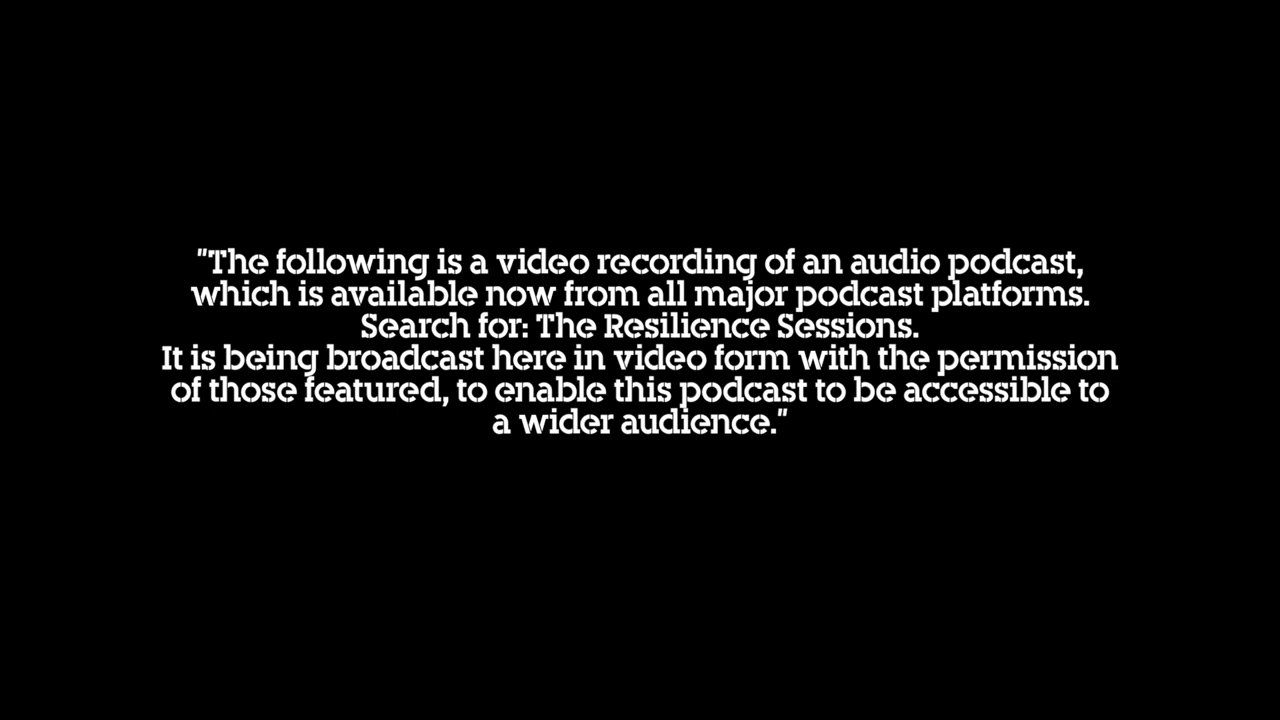 "The following is a video recording of an audio podcast,
which is available now from all major podcast platforms.
Search for: The Resilience Sessions.
It is being broadcast here in video form with the permission
of those featured, to enable this podcast to be accessible to
a wider audience."